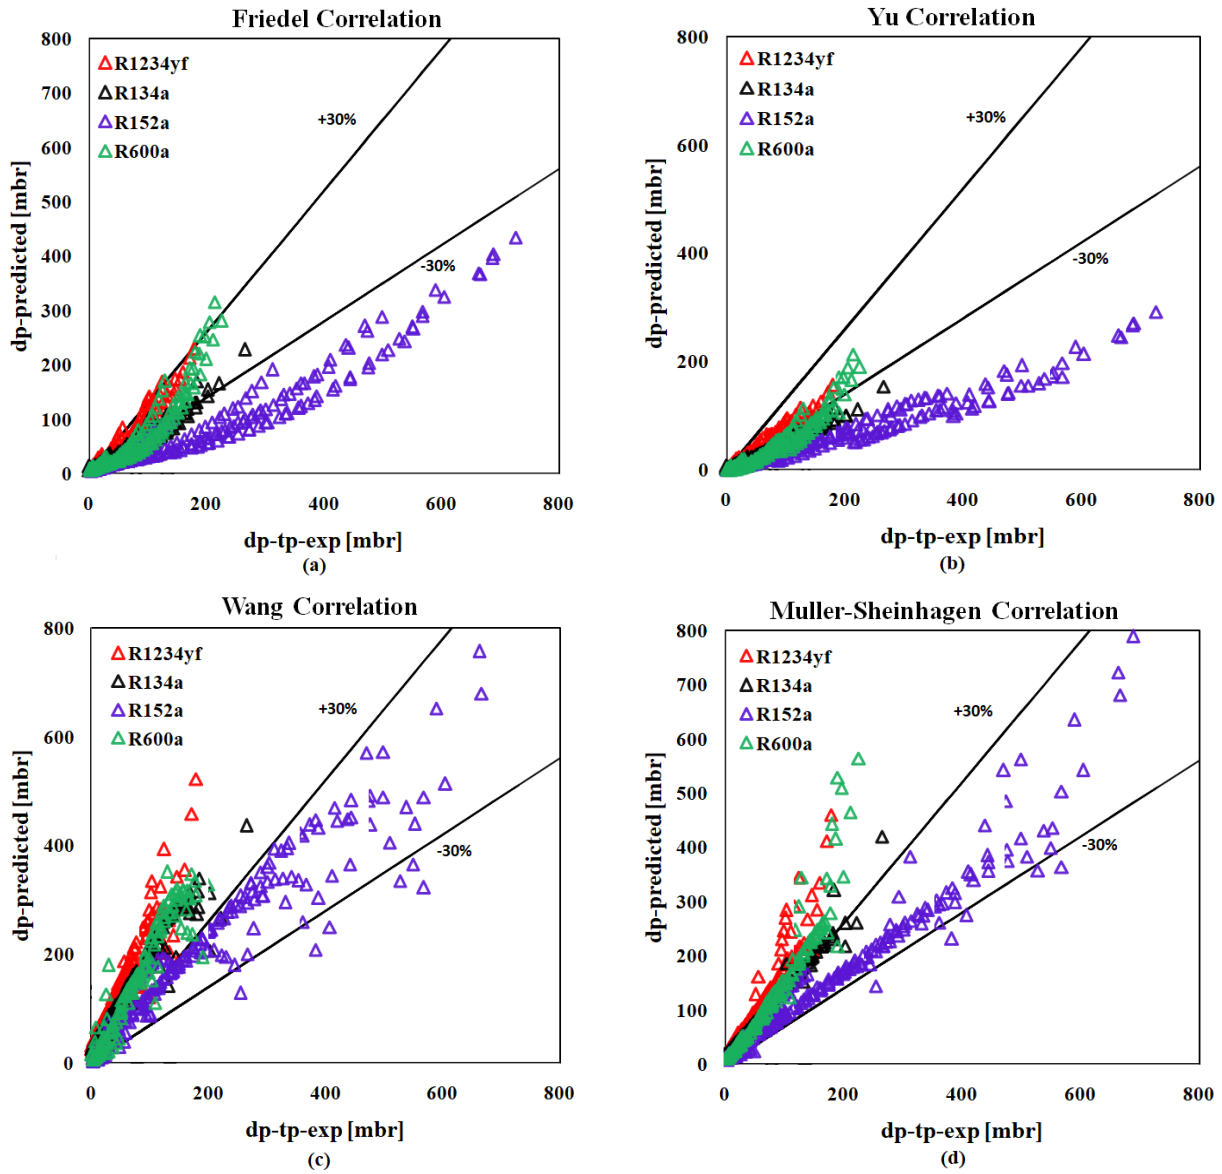 Friedel Correlation
800
700
600
500
400
300
200
100
0
R1234yf
R134a
R152a
R600a
+30%
-30%
dp-predicted [mbr]
0 200 400 600 800
dp-tp-exp [mbr]
(a)
Yu Correlation
800
600
400
200
0
R1234yf
R134a
R152a
R600a
+30%
-30%
dp-predicted [mbr]
0 200 400 600 800
dp-tp-exp [mbr]
(b)
Wang Correlation
800
600
400
200
0
R1234yf
R134a
R152a
R600a
+30%
-30%
dp-predicted [mbr]
0 200 400 600 800
dp-tp-exp [mbr]
(c)
Muller-Sheinhagen Correlation
800
700
600
500
400
300
200
100
0
R1234yf
R134a
R152a
R600a
+30%
-30%
dp-predicted [mbr]
0 200 400 600 800
dp-tp-exp [mbr]
(d)